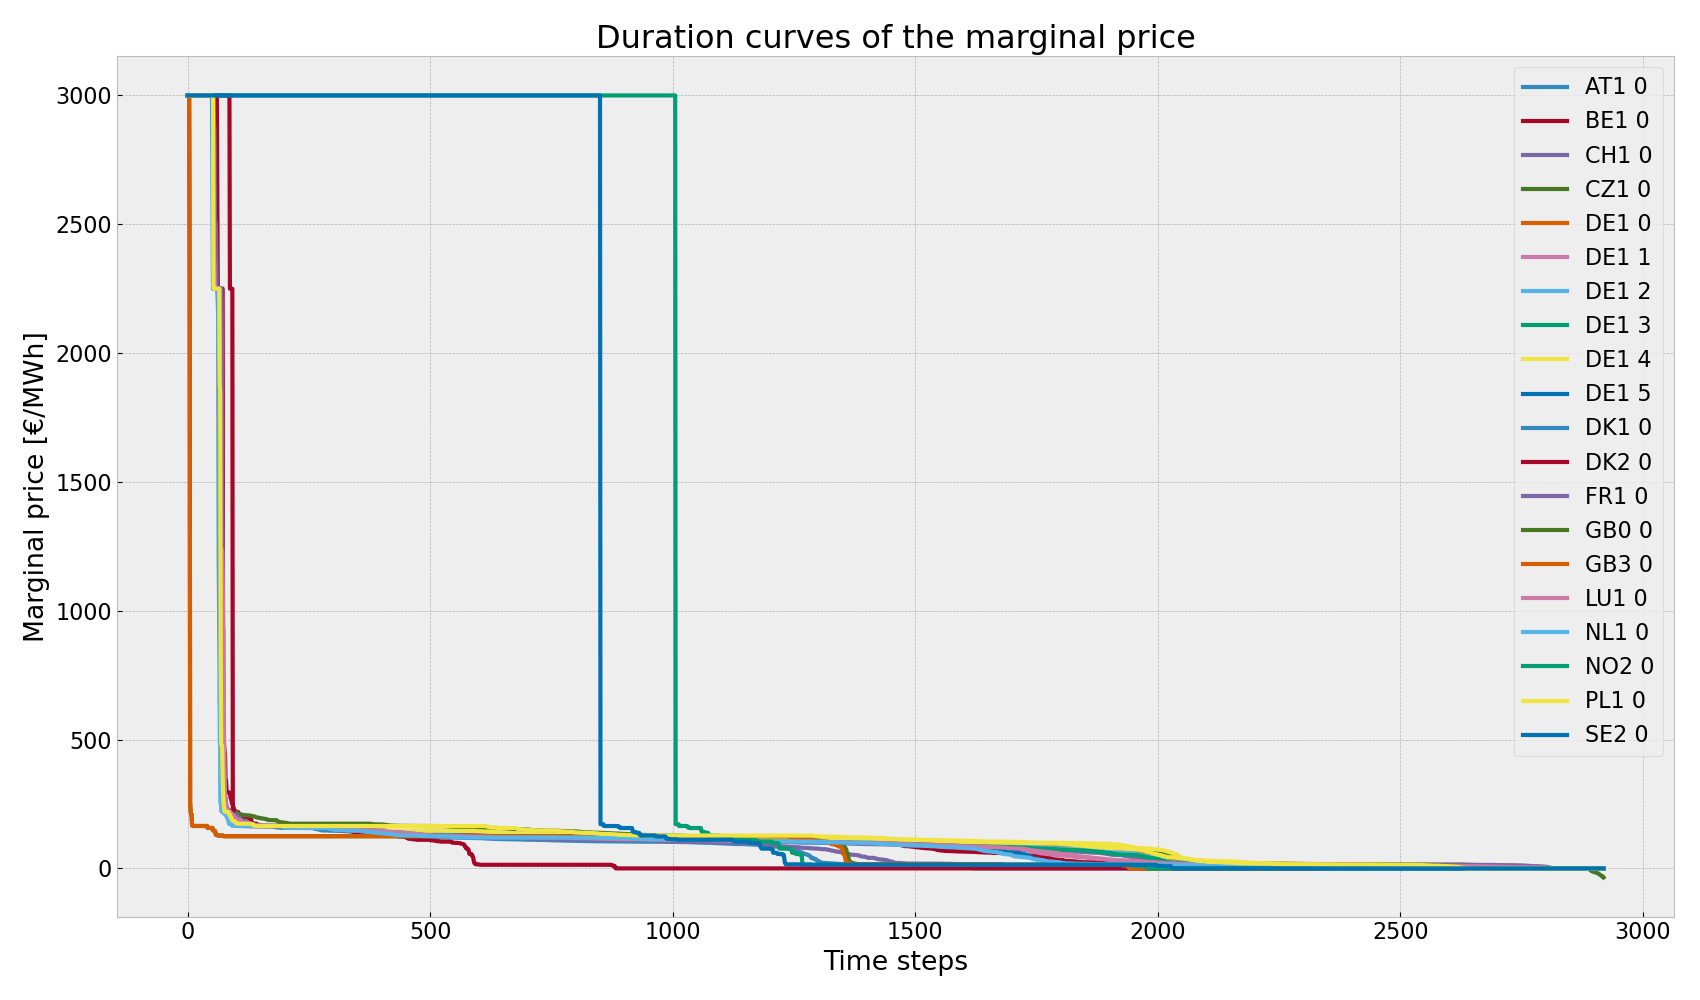 Duration curves of the marginal price
Marginal price [€/MWh]
3000
2500
2000
1500
1000
500
0
0
500
1000
1500
2000
2500
3000
Time steps
AT1 0
BE1 0
CH1 0
CZ1 0
DE1 0
DE1 1
DE1 2
DE1 3
DE1 4
DE1 5
DK1 0
DK2 0
FR1 0
GB0 0
GB3 0
LU1 0
NL1 0
NO2 0
PL1 0
SE2 0